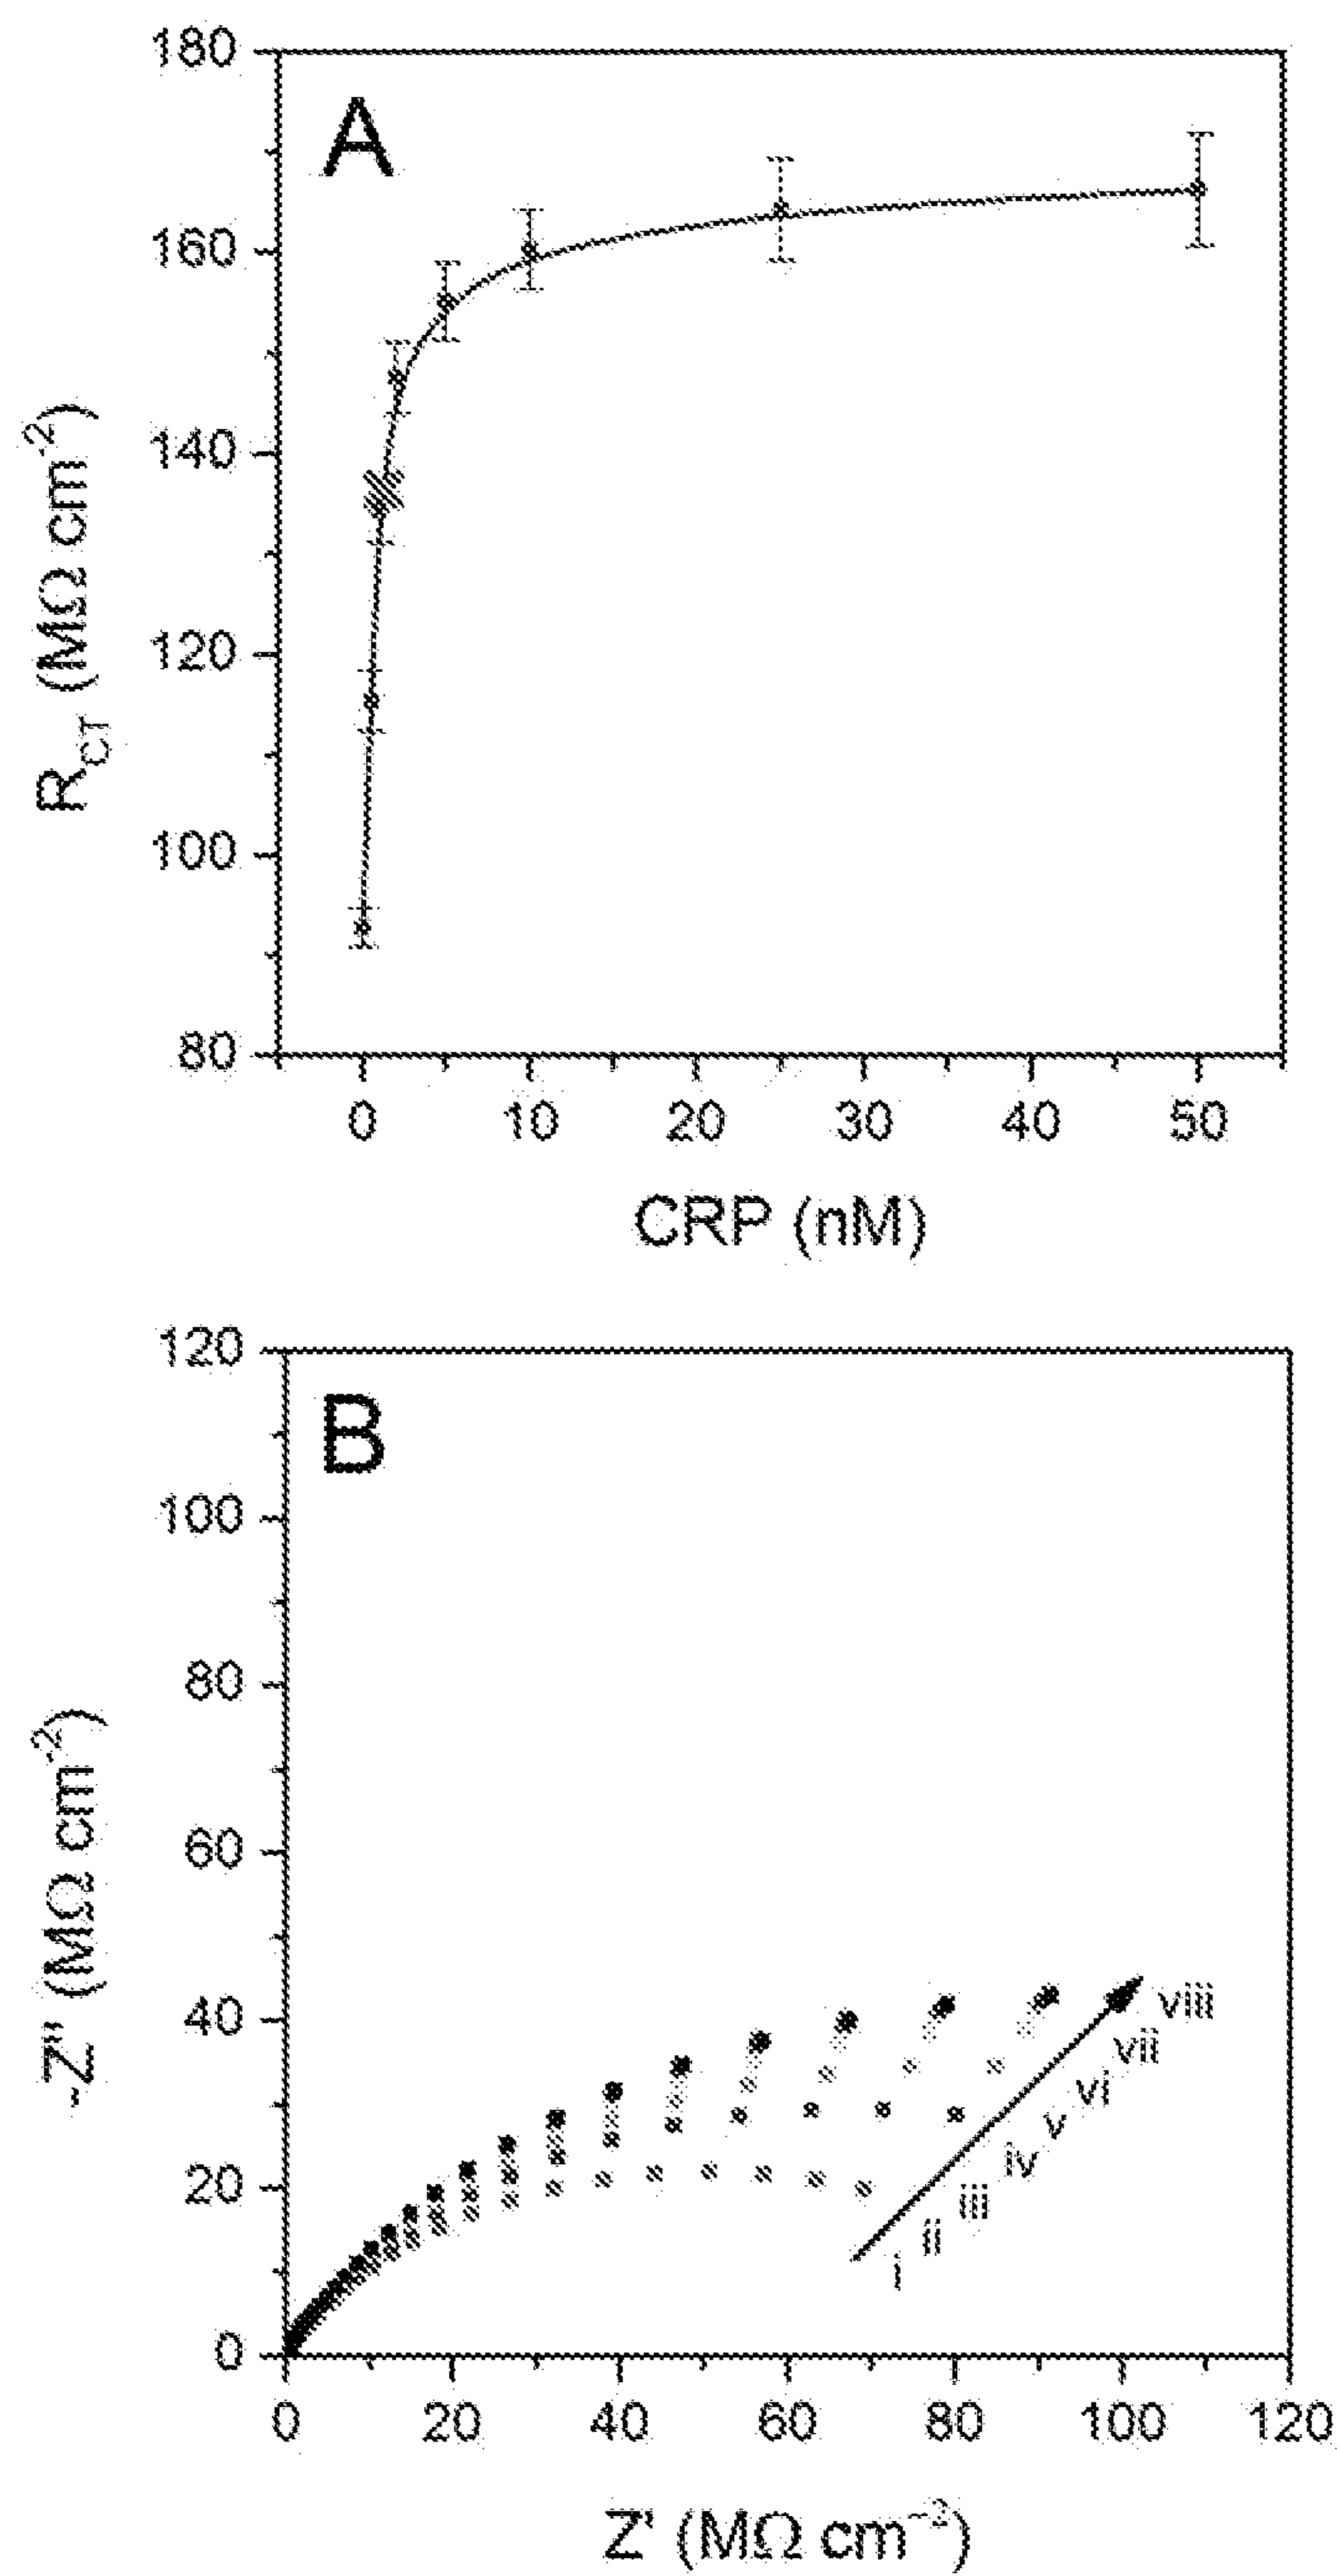 A
180
160
140
120
100
80
R_CT (MΩ cm⁻²)
0 10 20 30 40 50
CRP (nM)
B
120
100
80
60
40
20
0
-Z" (MΩ cm⁻²)
viii
vii
vi
v
iv
iii
ii
i
0 20 40 60 80 100 120
Z' (MΩ cm⁻²)